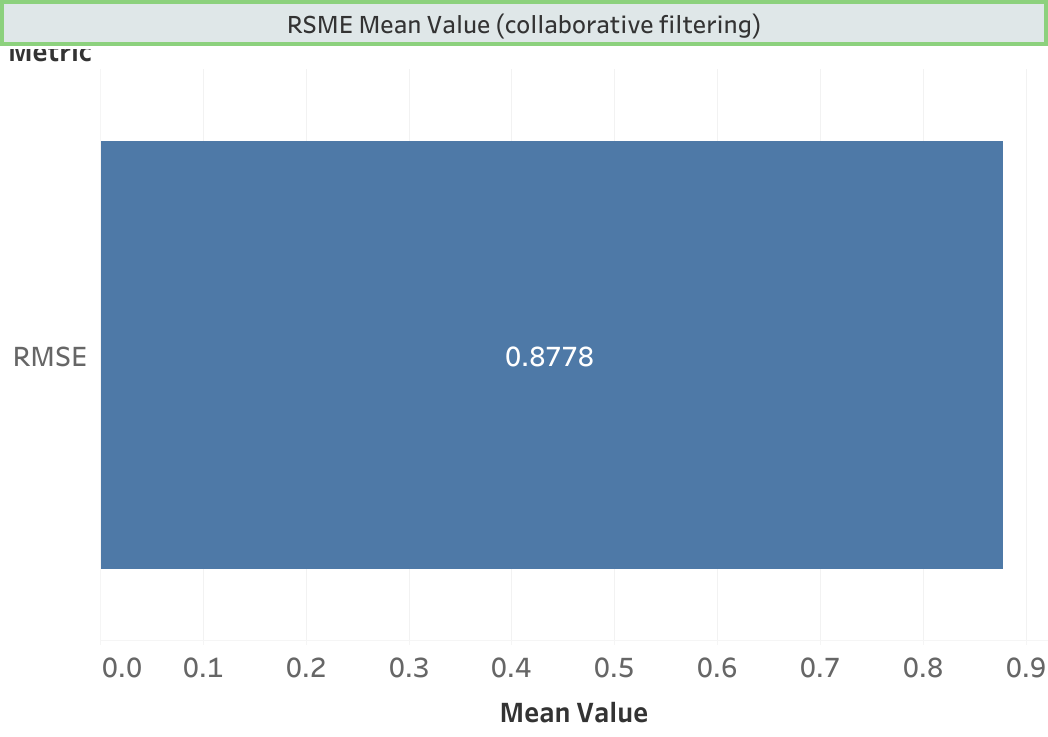 RSME Mean Value (collaborative filtering)
Metric
RMSE
0.8778
0.0 0.1 0.2 0.3 0.4 0.5 0.6 0.7 0.8 0.9
Mean Value